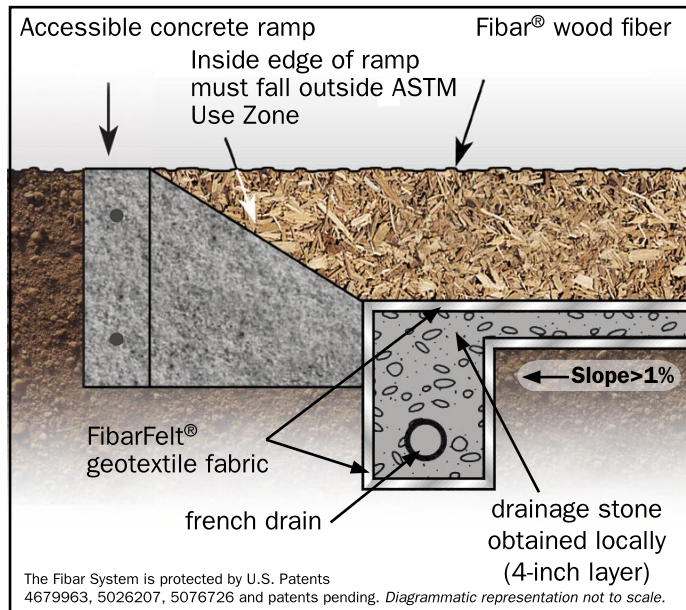 Accessible concrete ramp
Fibar® wood fiber
Inside edge of ramp
must fall outside ASTM
Use Zone
Slope>1%
FibarFelt®
geotextile fabric
french drain
drainage stone
obtained locally
(4-inch layer)
The Fibar System is protected by U.S. Patents
4679963, 5026207, 5076726 and patents pending. Diagrammatic representation not to scale.